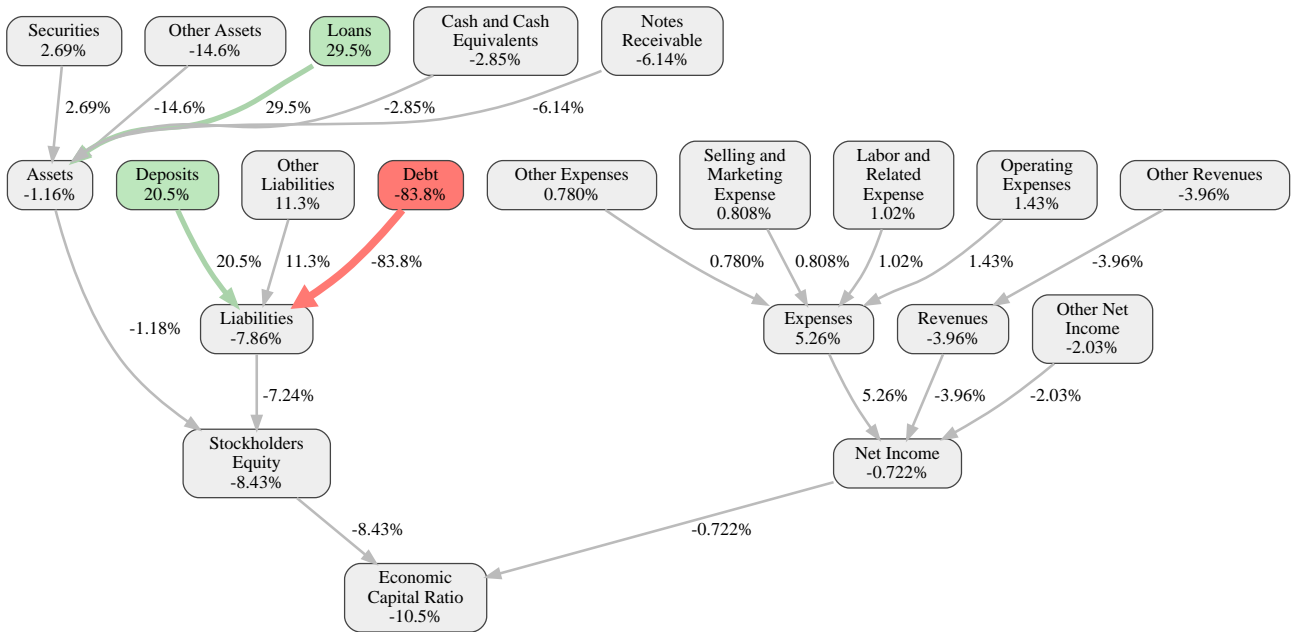 Securities
2.69%
Other Assets
-14.6%
Loans
29.5%
Cash and Cash
Equivalents
-2.85%
Notes
Receivable
-6.14%
2.69%
-14.6%
29.5%
-2.85%
-6.14%
Assets
-1.16%
Deposits
20.5%
Other
Liabilities
11.3%
Debt
-83.8%
Other Expenses
0.780%
Selling and
Marketing
Expense
0.808%
Labor and
Related
Expense
1.02%
Operating
Expenses
1.43%
Other Revenues
-3.96%
20.5%
11.3%
-83.8%
0.780%
0.808%
1.02%
1.43%
-3.96%
-1.18%
Liabilities
-7.86%
Expenses
5.26%
Revenues
-3.96%
Other Net
Income
-2.03%
-7.24%
5.26%
-3.96%
-2.03%
Stockholders
Equity
-8.43%
Net Income
-0.722%
-8.43%
-0.722%
Economic
Capital Ratio
-10.5%